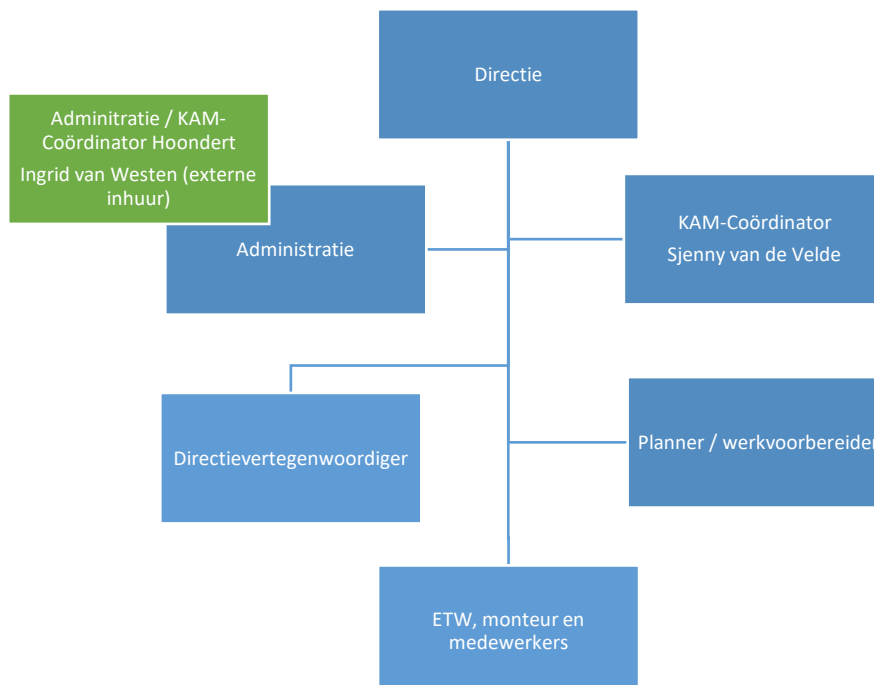 Directie
Adminitratie / KAM-
Coördinator Hoondert
Ingrid van Westen (externe
inhuur)
Administratie
KAM-Coördinator
Sjenny van de Velde
Directievertegenwoordiger
Planner / werkvoorbereider
ETW, monteur en
medewerkers